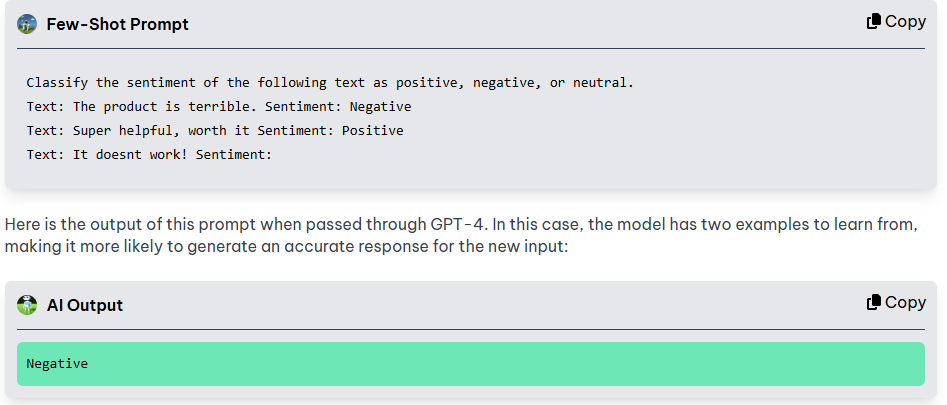 Few-Shot Prompt
Copy
Classify the sentiment of the following text as positive, negative, or neutral.
Text: The product is terrible. Sentiment: Negative
Text: Super helpful, worth it Sentiment: Positive
Text: It doesnt work! Sentiment:
Here is the output of this prompt when passed through GPT-4. In this case, the model has two examples to learn from,
making it more likely to generate an accurate response for the new input:
AI Output
Copy
Negative